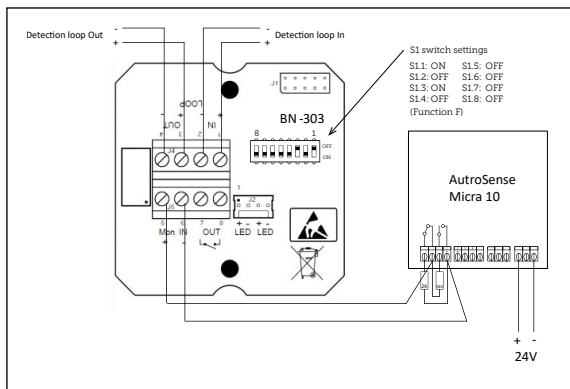 -
Detection loop Out
+
-
Detection loop In
+
S1 switch settings
S1.1: ON S1.5: OFF
S1.2: OFF S1.6: OFF
S1.3: ON S1.7: OFF
S1.4: OFF S1.8: OFF
(Function F)
J1
BN -303
LOOP
OUT IN
- + - +
4 3 2 1
J4
8 1
OFF
ON
AutroSense
Micra 10
J5
1
J2
5 6 7 8
Mon IN OUT
+ -
+ - + -
LED LED
2K
+ -
24V